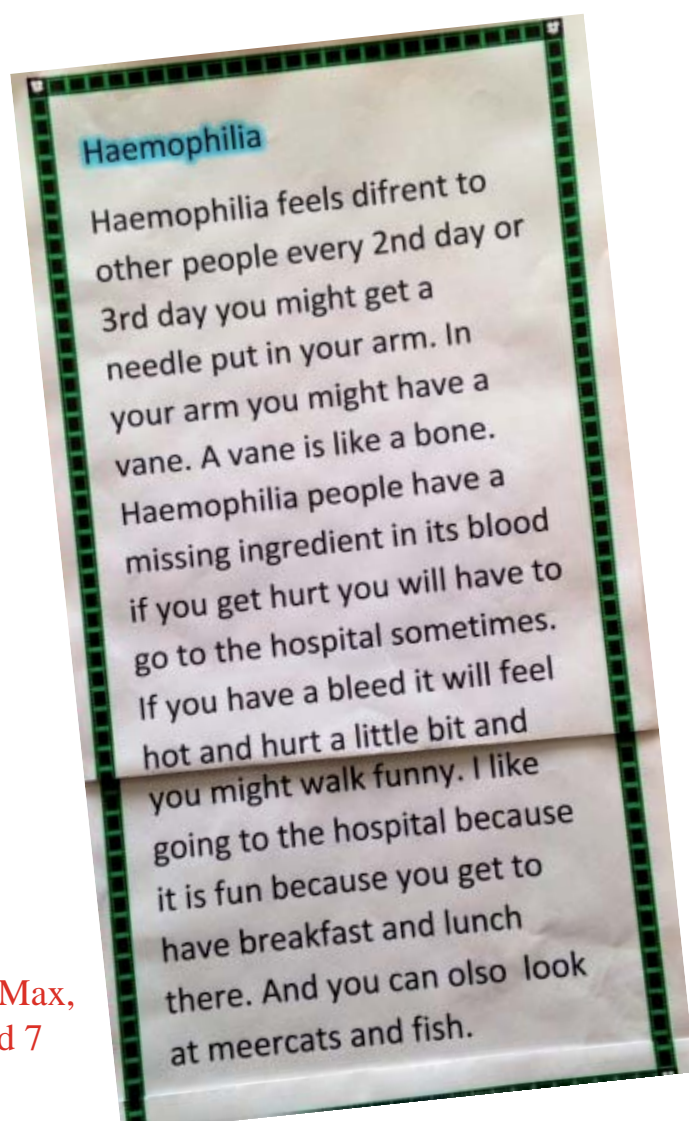 Haemophilia
Haemophilia feels difrent to
other people every 2nd day or
3rd day you might get a
needle put in your arm. In
your arm you might have a
vane. A vane is like a bone.
Haemophilia people have a
missing ingredient in its blood
if you get hurt you will have to
go to the hospital sometimes.
If you have a bleed it will feel
hot and hurt a little bit and
you might walk funny. I like
going to the hospital because
it is fun because you get to
have breakfast and lunch
there. And you can olso look
at meercats and fish.
Max,
7